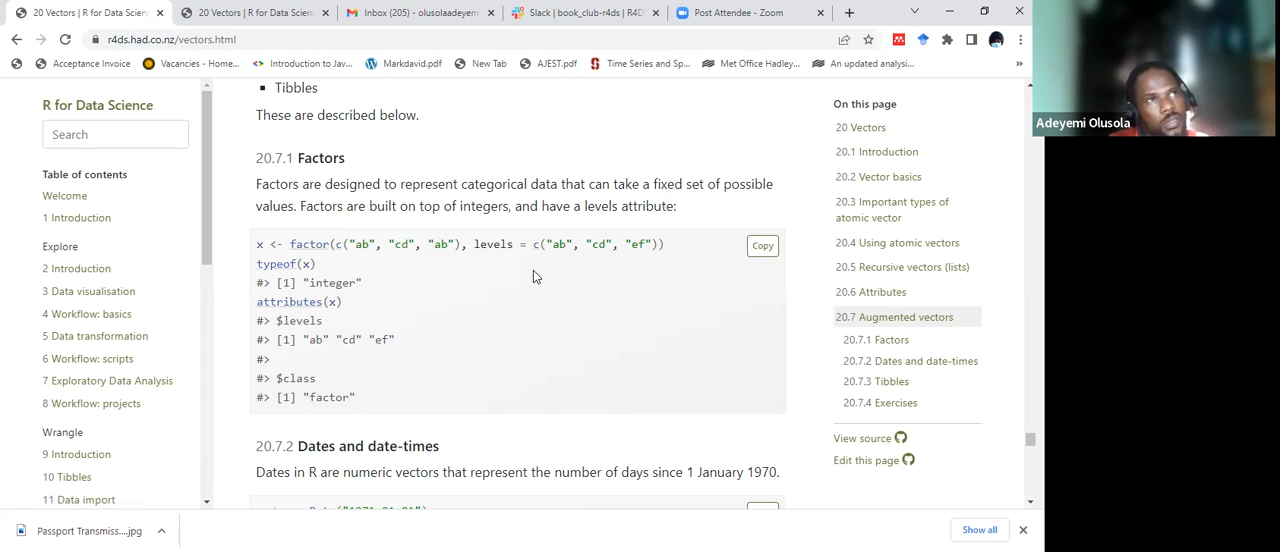 20 Vectors | R for Data Science
20 Vectors | R for Data Science
Inbox (205) - olusolaadeyem
Slack | book_club-r4ds | R4D
Post Attendee - Zoom
r4ds.had.co.nz/vectors.html
Acceptance Invoice
Vacancies - Home...
Introduction to Jav...
Markdavid.pdf
New Tab
AJEST.pdf
Time Series and Sp...
Met Office Hadley...
An updated analysi...
»
R for Data Science
Search
Table of contents
Welcome
1 Introduction
Explore
2 Introduction
3 Data visualisation
4 Workflow: basics
5 Data transformation
6 Workflow: scripts
7 Exploratory Data Analysis
8 Workflow: projects
Wrangle
9 Introduction
10 Tibbles
11 Data import
▪ Tibbles
These are described below.
20.7.1 Factors
Factors are designed to represent categorical data that can take a fixed set of possible
values. Factors are built on top of integers, and have a levels attribute:
x <- factor(c("ab", "cd", "ab"), levels = c("ab", "cd", "ef"))
Copy
typeof(x)
#> [1] "integer"
attributes(x)
#> $levels
#> [1] "ab" "cd" "ef"
#>
#> $class
#> [1] "factor"
20.7.2 Dates and date-times
Dates in R are numeric vectors that represent the number of days since 1 January 1970.
On this page
20 Vectors
20.1 Introduction
20.2 Vector basics
20.3 Important types of
atomic vector
20.4 Using atomic vectors
20.5 Recursive vectors (lists)
20.6 Attributes
20.7 Augmented vectors
20.7.1 Factors
20.7.2 Dates and date-times
20.7.3 Tibbles
20.7.4 Exercises
View source
Edit this page
Adeyemi Olusola
Passport Transmiss....jpg
Show all